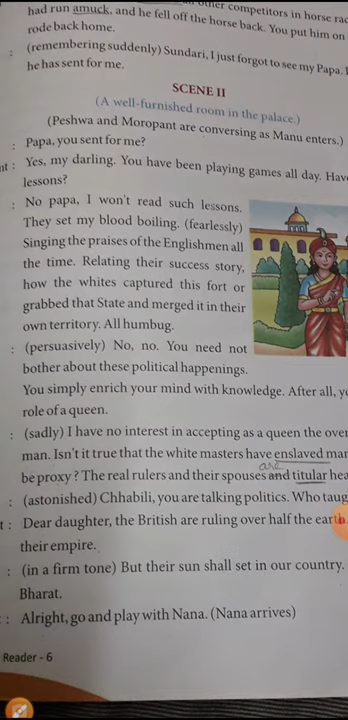 other competitors in horse rac
had run amuck, and he fell off the horse back. You put him on
rode back home.
: (remembering suddenly) Sundari, I just forgot to see my Papa.
he has sent for me.
SCENE II
(A well-furnished room in the palace.)
(Peshwa and Moropant are conversing as Manu enters.)
: Papa, you sent for me?
nt : Yes, my darling. You have been playing games all day. Have
lessons?
: No papa, I won't read such lessons.
They set my blood boiling. (fearlessly)
Singing the praises of the Englishmen all
the time. Relating their success story,
how the whites captured this fort or
grabbed that State and merged it in their
own territory. All humbug.
: (persuasively) No, no. You need not
bother about these political happenings.
You simply enrich your mind with knowledge. After all, yo
role of a queen.
: (sadly) I have no interest in accepting as a queen the over
man. Isn't it true that the white masters have enslaved man
are
be proxy ? The real rulers and their spouses and titular hea
: (astonished) Chhabili, you are talking politics. Who taug
t : Dear daughter, the British are ruling over half the earth.
their empire.
: (in a firm tone) But their sun shall set in our country.
Bharat.
: Alright, go and play with Nana. (Nana arrives)
Reader - 6